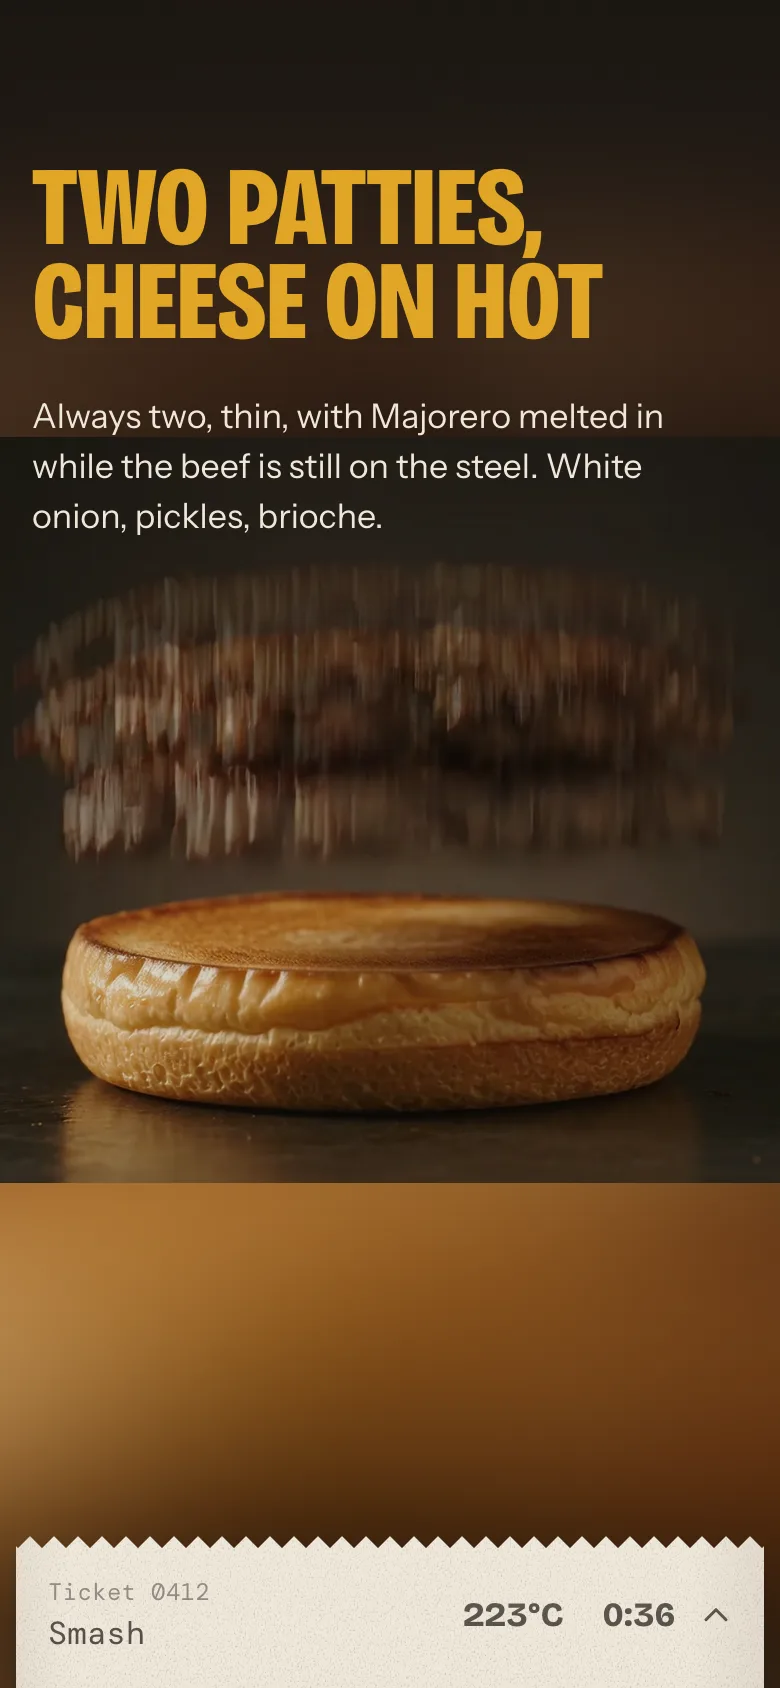 TWO PATTIES,
CHEESE ON HOT
Always two, thin, with Majorero melted in
while the beef is still on the steel. White
onion, pickles, brioche.
Ticket 0412
Smash
223°C 0:36